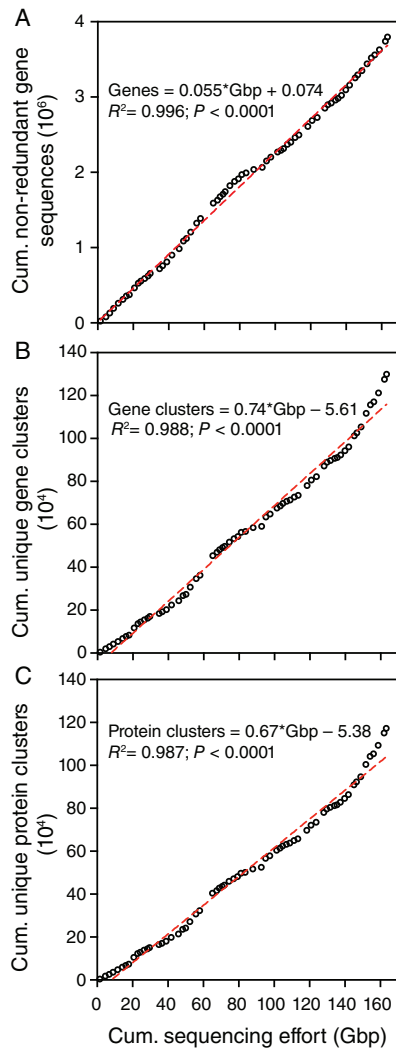 A
Cum. non-redundant gene
sequences (10⁶)
4
3
2
1
0
Genes = 0.055*Gbp + 0.074
R²= 0.996; P < 0.0001
B
Cum. unique gene clusters
(10⁴)
140
120
100
80
60
40
20
0
Gene clusters = 0.74*Gbp – 5.61
R²= 0.988; P < 0.0001
C
Cum. unique protein clusters
(10⁴)
140
120
100
80
60
40
20
0
Protein clusters = 0.67*Gbp – 5.38
R²= 0.987; P < 0.0001
0 20 40 60 80 100 120 140 160
Cum. sequencing effort (Gbp)